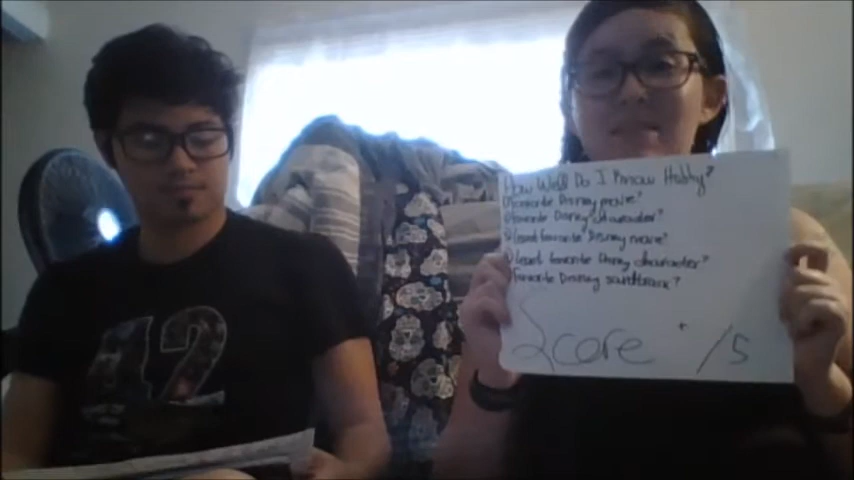 How Well Do I Know Hubby?
Favorite Disney movie?
Favorite Disney character?
Least favorite Disney movie?
Least favorite Disney character?
Favorite Disney soundtrack?
Score /5
42